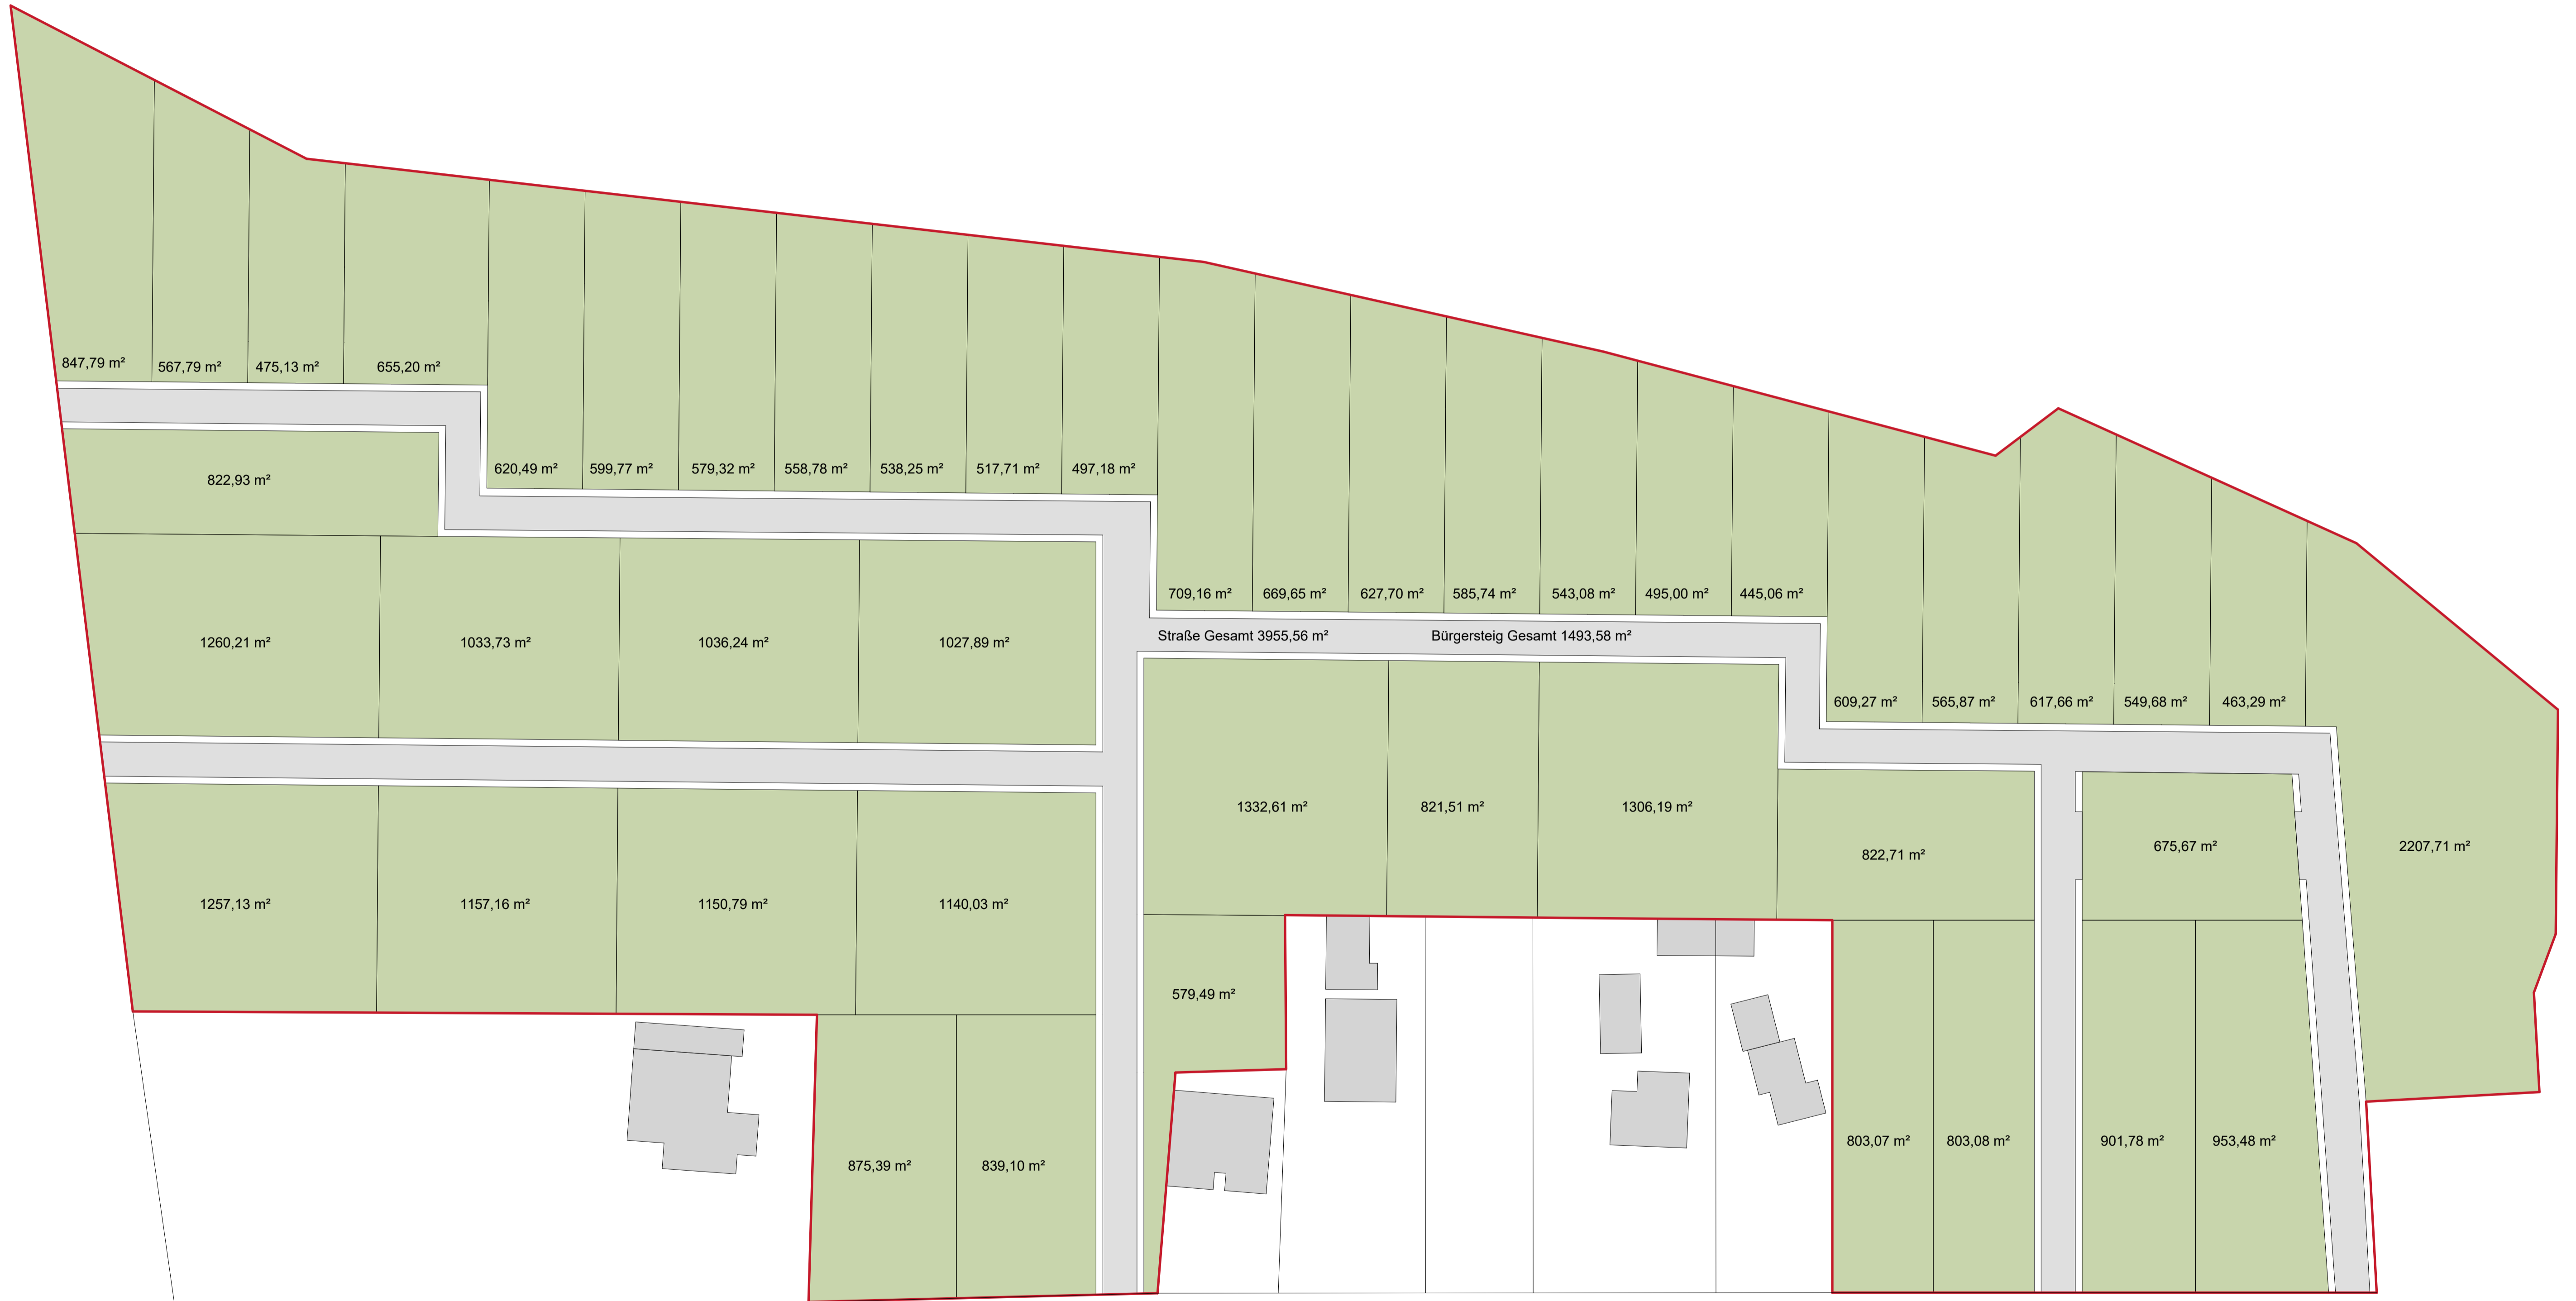 847,79 m²
567,79 m²
475,13 m²
655,20 m²
620,49 m²
599,77 m²
579,32 m²
558,78 m²
538,25 m²
517,71 m²
497,18 m²
822,93 m²
709,16 m²
669,65 m²
627,70 m²
585,74 m²
543,08 m²
495,00 m²
445,06 m²
1260,21 m²
1033,73 m²
1036,24 m²
1027,89 m²
Straße Gesamt 3955,56 m²
Bürgersteig Gesamt 1493,58 m²
609,27 m²
565,87 m²
617,66 m²
549,68 m²
463,29 m²
1332,61 m²
821,51 m²
1306,19 m²
822,71 m²
675,67 m²
2207,71 m²
1257,13 m²
1157,16 m²
1150,79 m²
1140,03 m²
579,49 m²
875,39 m²
839,10 m²
803,07 m²
803,08 m²
901,78 m²
953,48 m²